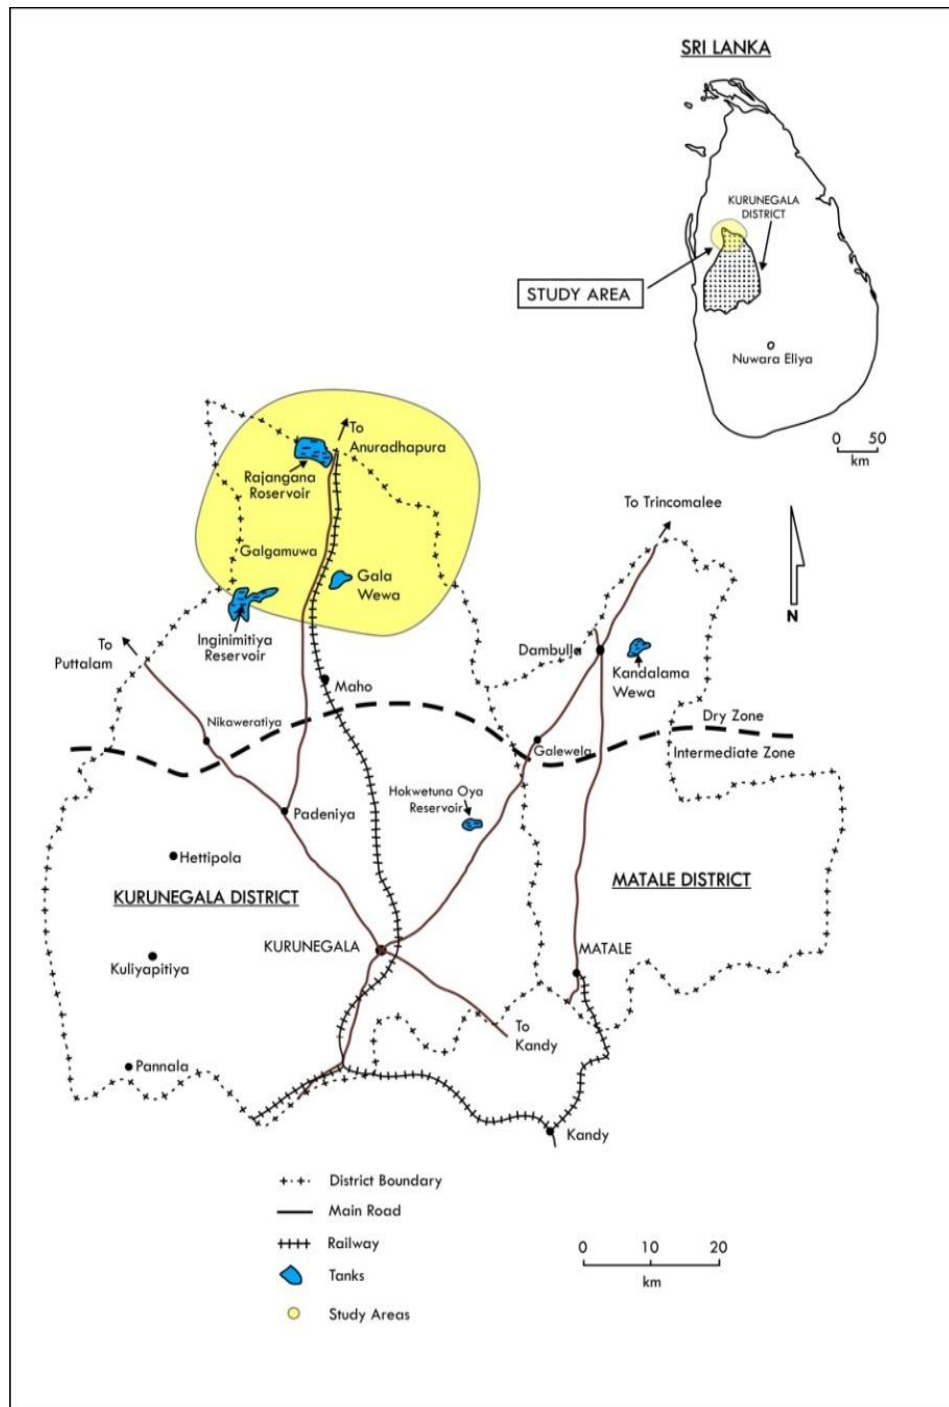 SRI LANKA
KURUNEGALA
DISTRICT
STUDY AREA
Nuwara Eliya
0 50
km
To
Anuradhapura
Rajangana
Roservoir
To Trincomalee
Galgamuwa
Gala
Wewa
N
Inginimitiya
Reservoir
To
Puttalam
Dambulla
Kandalama
Wewa
Maho
Nikaweratiya
Dry Zone
Galewela
Intermediate Zone
Hokwetuna Oya
Reservoir
Padeniya
Hettipola
KURUNEGALA DISTRICT
MATALE DISTRICT
KURUNEGALA
MATALE
Kuliyapitiya
To
Kandy
Pannala
Kandy
District Boundary
Main Road
Railway
Tanks
Study Areas
0 10 20
km